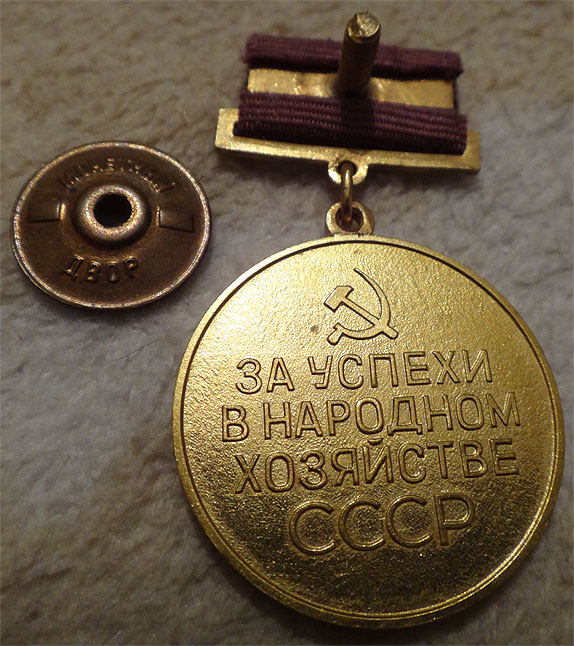 МОНЕТНЫЙ
ДВОР
ЗА УСПЕХИ
В НАРОДНОМ
ХОЗЯЙСТВЕ
СССР